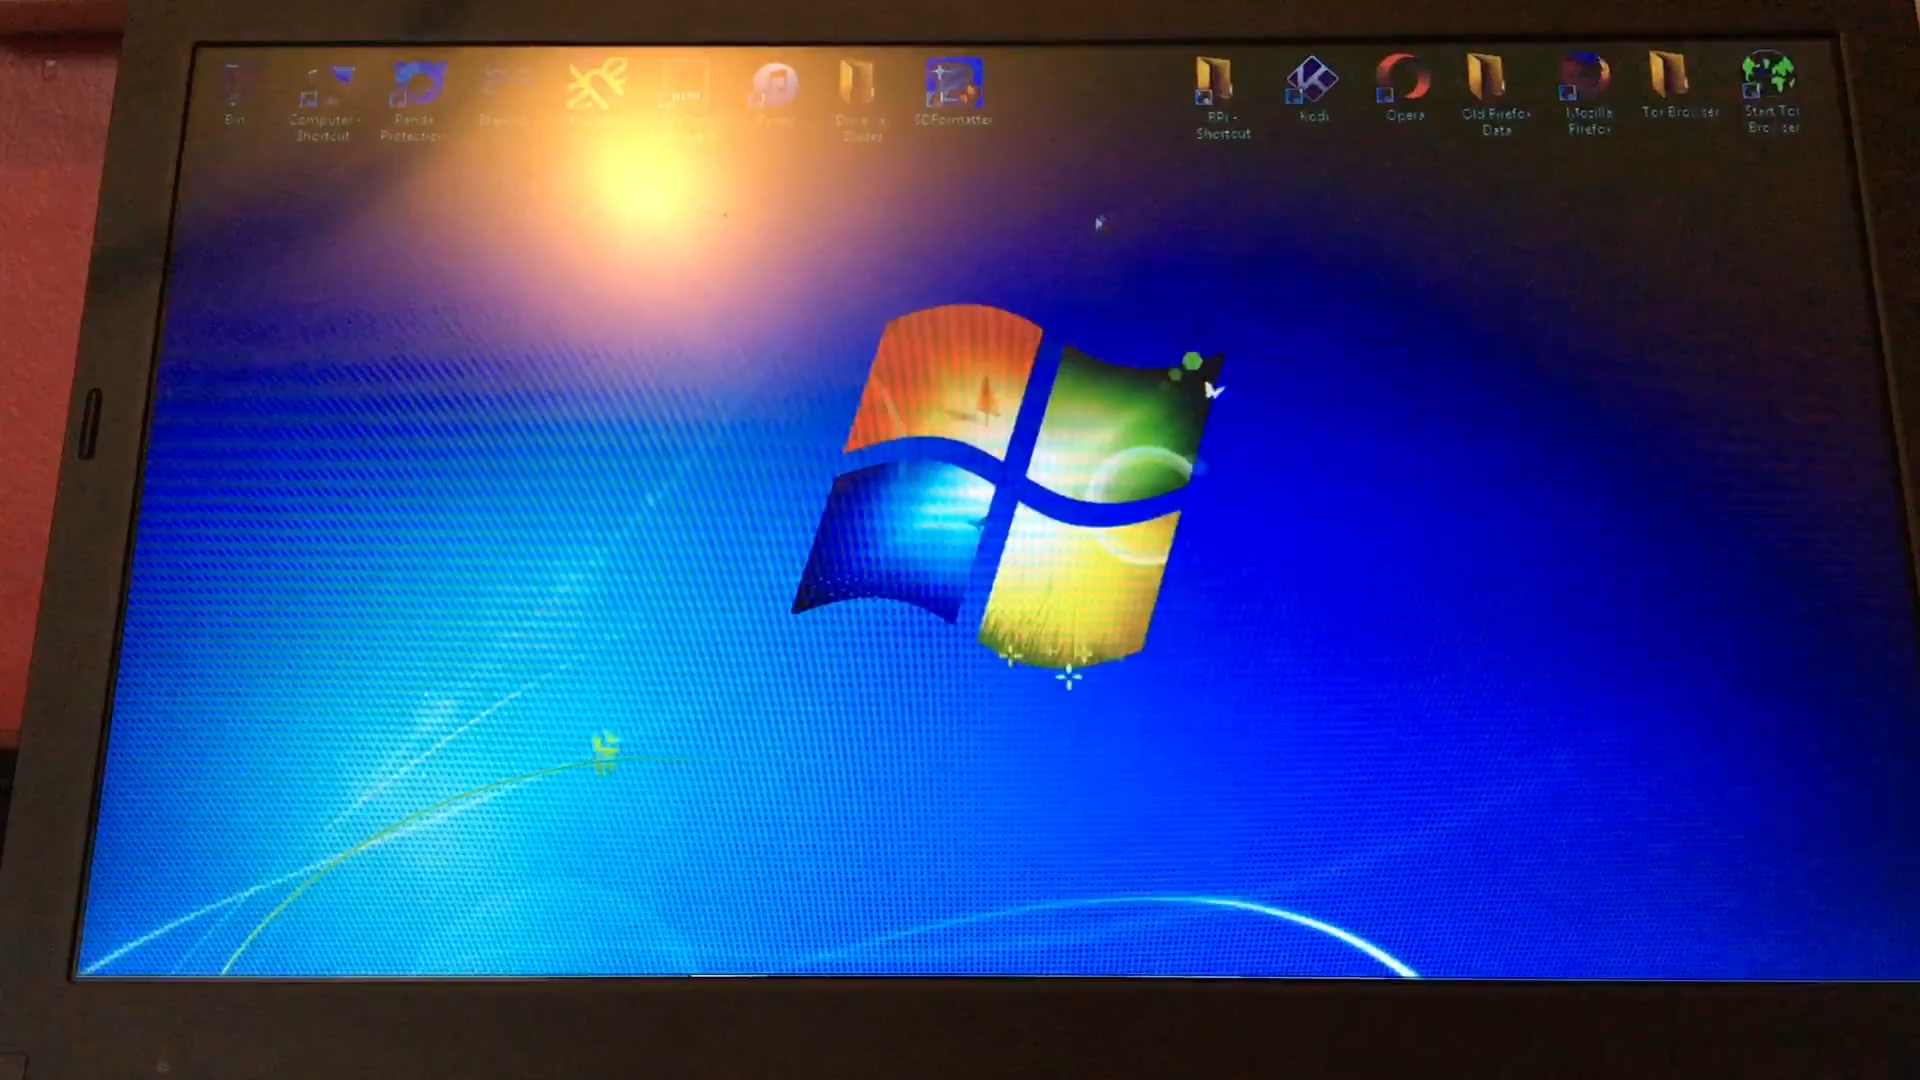 Bin
Computer -
Shortcut
Panda
Protection
iTunes
SDFormatter
RPi -
Shortcut
Kodi
Opera
Old Firefox
Data
Mozilla
Firefox
Tor Browser
Start Tor
Browser